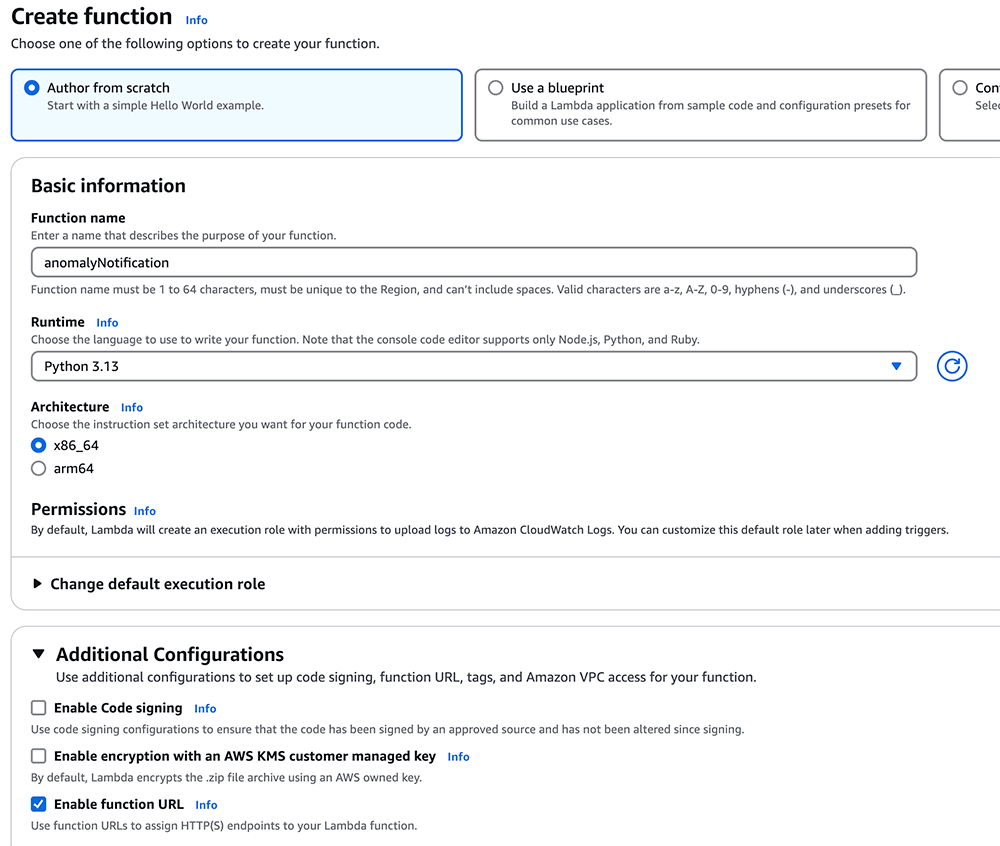 Create function Info
Choose one of the following options to create your function.
Author from scratch
Start with a simple Hello World example.
Use a blueprint
Build a Lambda application from sample code and configuration presets for
common use cases.
Basic information
Function name
Enter a name that describes the purpose of your function.
anomalyNotification
Function name must be 1 to 64 characters, must be unique to the Region, and can't include spaces. Valid characters are a-z, A-Z, 0-9, hyphens (-), and underscores (_).
Runtime Info
Choose the language to use to write your function. Note that the console code editor supports only Node.js, Python, and Ruby.
Python 3.13
Architecture Info
Choose the instruction set architecture you want for your function code.
x86_64
arm64
Permissions Info
By default, Lambda will create an execution role with permissions to upload logs to Amazon CloudWatch Logs. You can customize this default role later when adding triggers.
Change default execution role
Additional Configurations
Use additional configurations to set up code signing, function URL, tags, and Amazon VPC access for your function.
Enable Code signing Info
Use code signing configurations to ensure that the code has been signed by an approved source and has not been altered since signing.
Enable encryption with an AWS KMS customer managed key Info
By default, Lambda encrypts the .zip file archive using an AWS owned key.
Enable function URL Info
Use function URLs to assign HTTP(S) endpoints to your Lambda function.